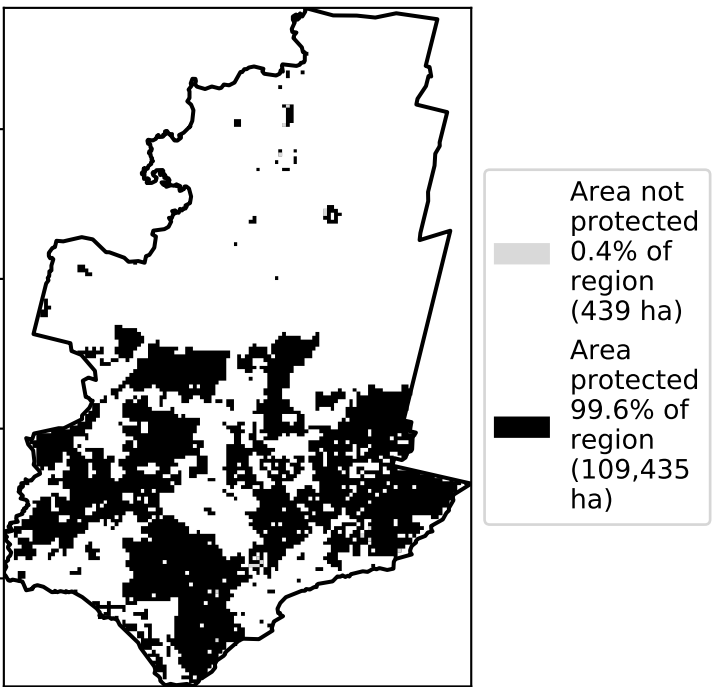 Area not
protected
0.4% of
region
(439 ha)
Area
protected
99.6% of
region
(109,435
ha)